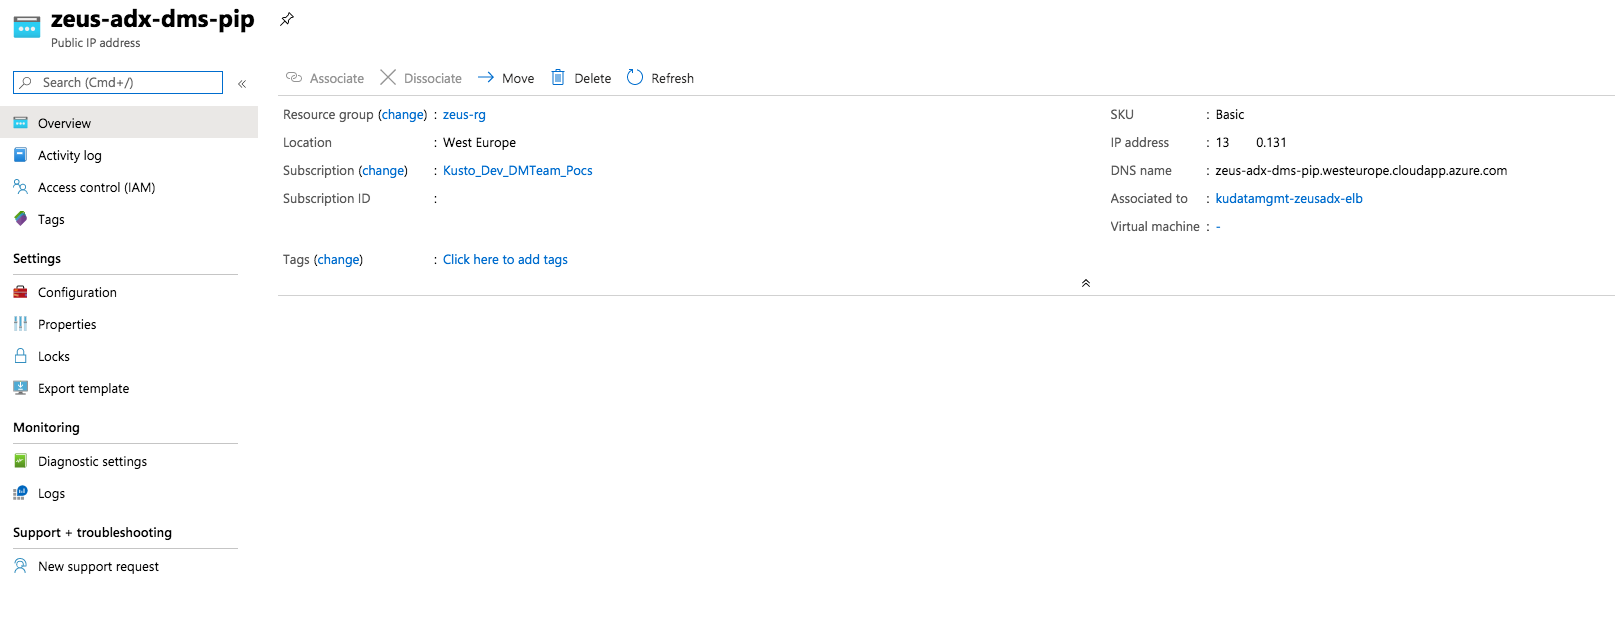 zeus-adx-dms-pip
Public IP address
Search (Cmd+/)
«
Overview
Activity log
Access control (IAM)
Tags
Settings
Configuration
Properties
Locks
Export template
Monitoring
Diagnostic settings
Logs
Support + troubleshooting
New support request
Associate Dissociate Move Delete Refresh
Resource group (change) : zeus-rg
Location : West Europe
Subscription (change) : Kusto_Dev_DMTeam_Pocs
Subscription ID :
Tags (change) : Click here to add tags
SKU : Basic
IP address : 13 0.131
DNS name : zeus-adx-dms-pip.westeurope.cloudapp.azure.com
Associated to : kudatamgmt-zeusadx-elb
Virtual machine : -